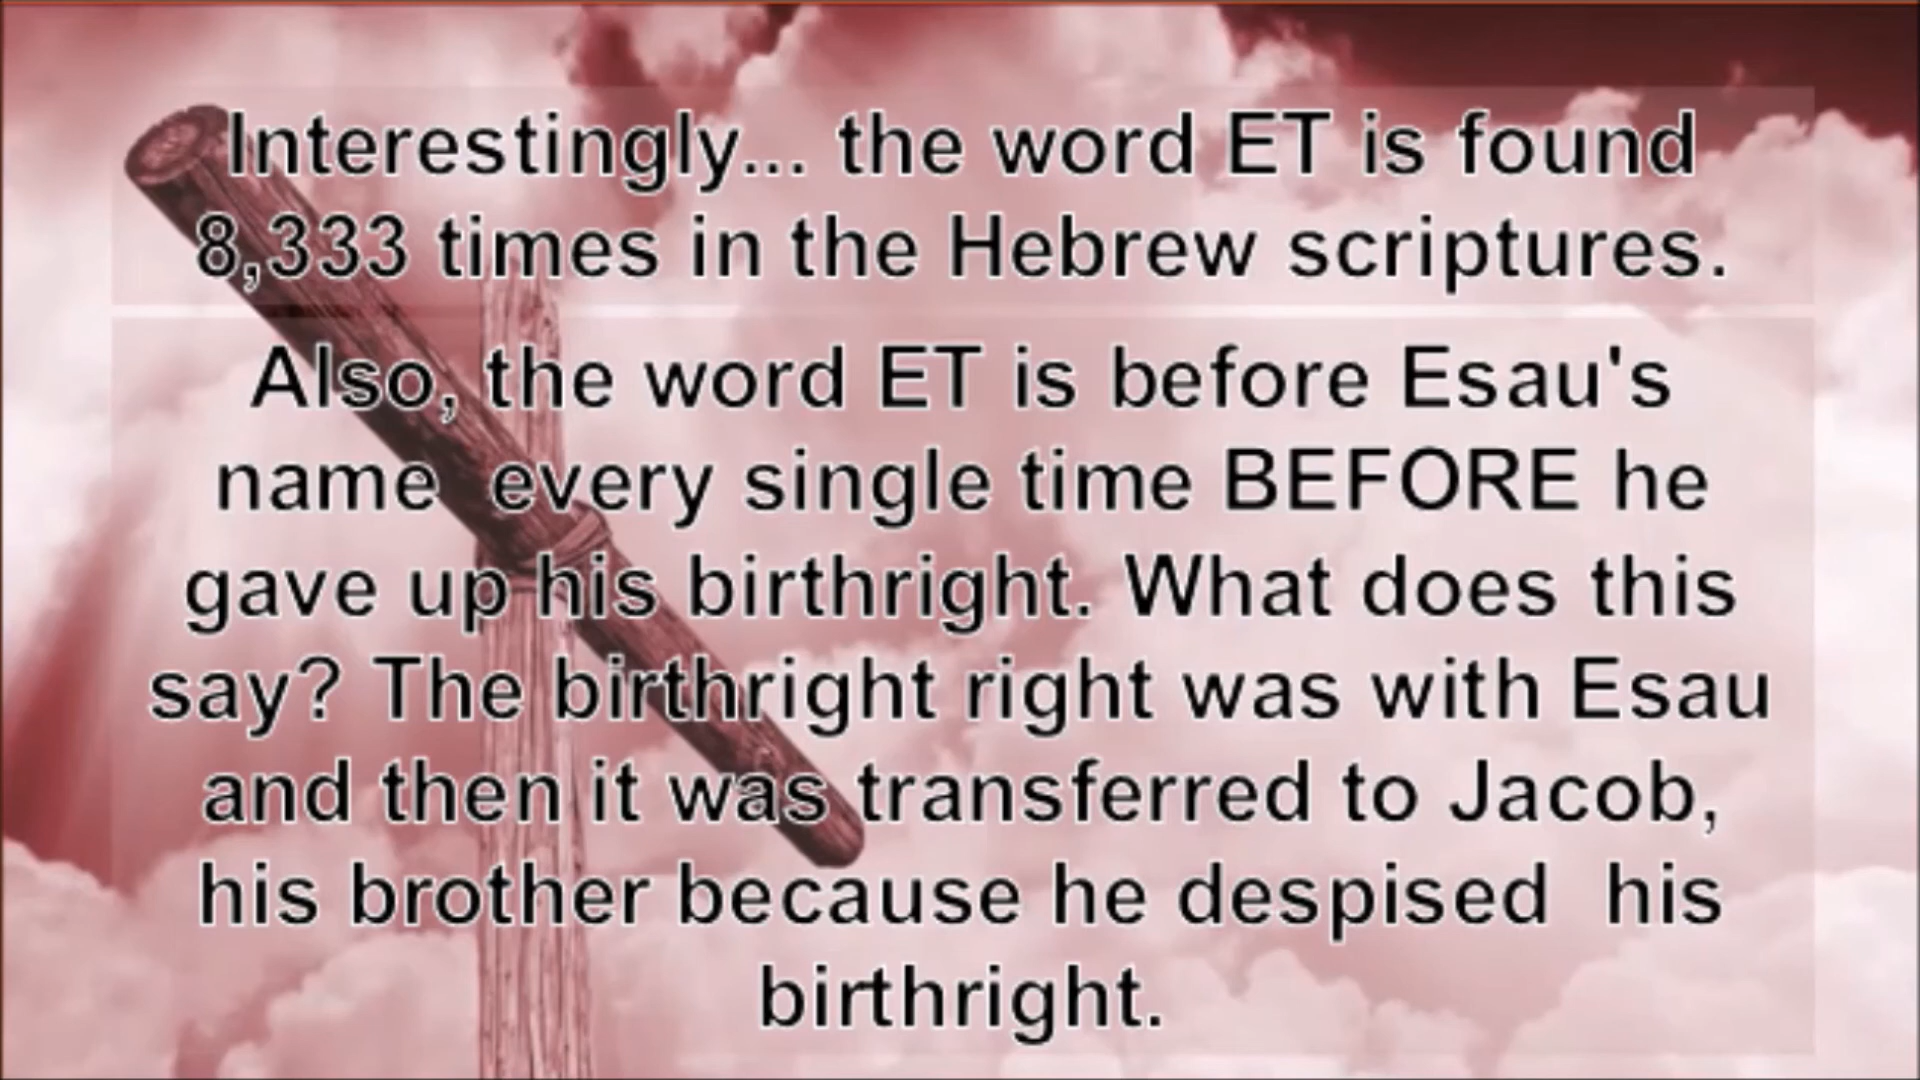 Interestingly... the word ET is found
8,333 times in the Hebrew scriptures.
Also, the word ET is before Esau's
name every single time BEFORE he
gave up his birthright. What does this
say? The birthright right was with Esau
and then it was transferred to Jacob,
his brother because he despised his
birthright.